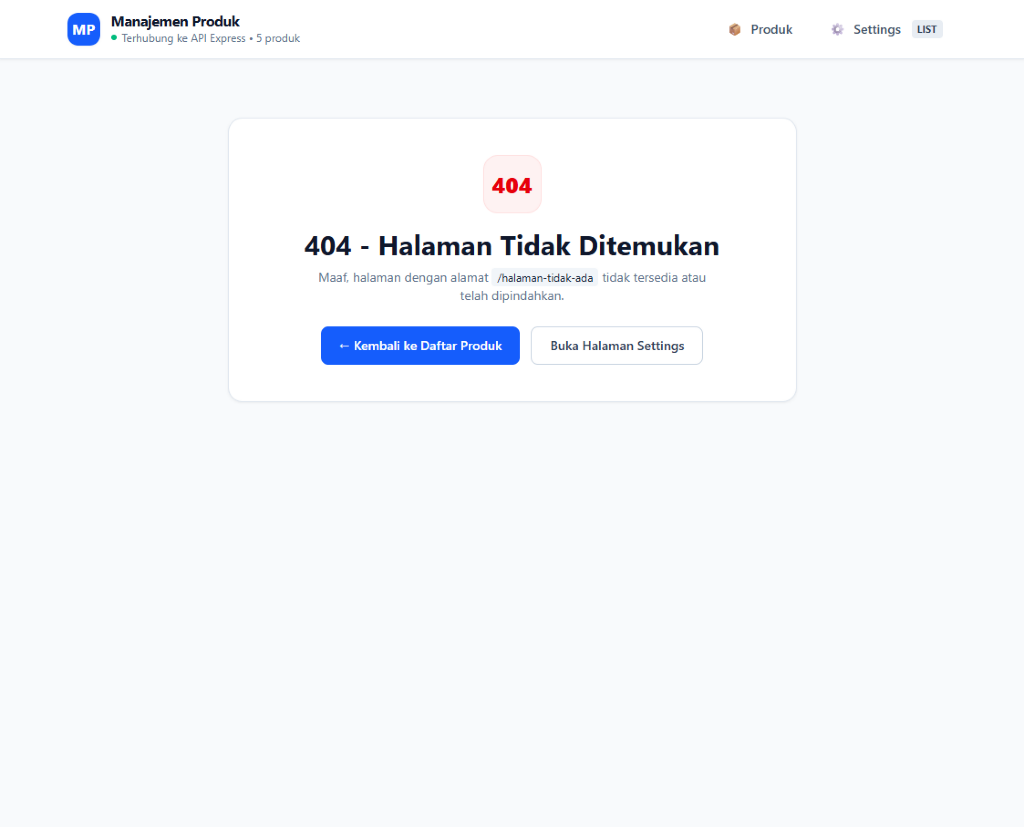 MP
Manajemen Produk
Terhubung ke API Express • 5 produk
Produk
Settings
LIST
404
404 - Halaman Tidak Ditemukan
Maaf, halaman dengan alamat /halaman-tidak-ada tidak tersedia atau
telah dipindahkan.
← Kembali ke Daftar Produk
Buka Halaman Settings